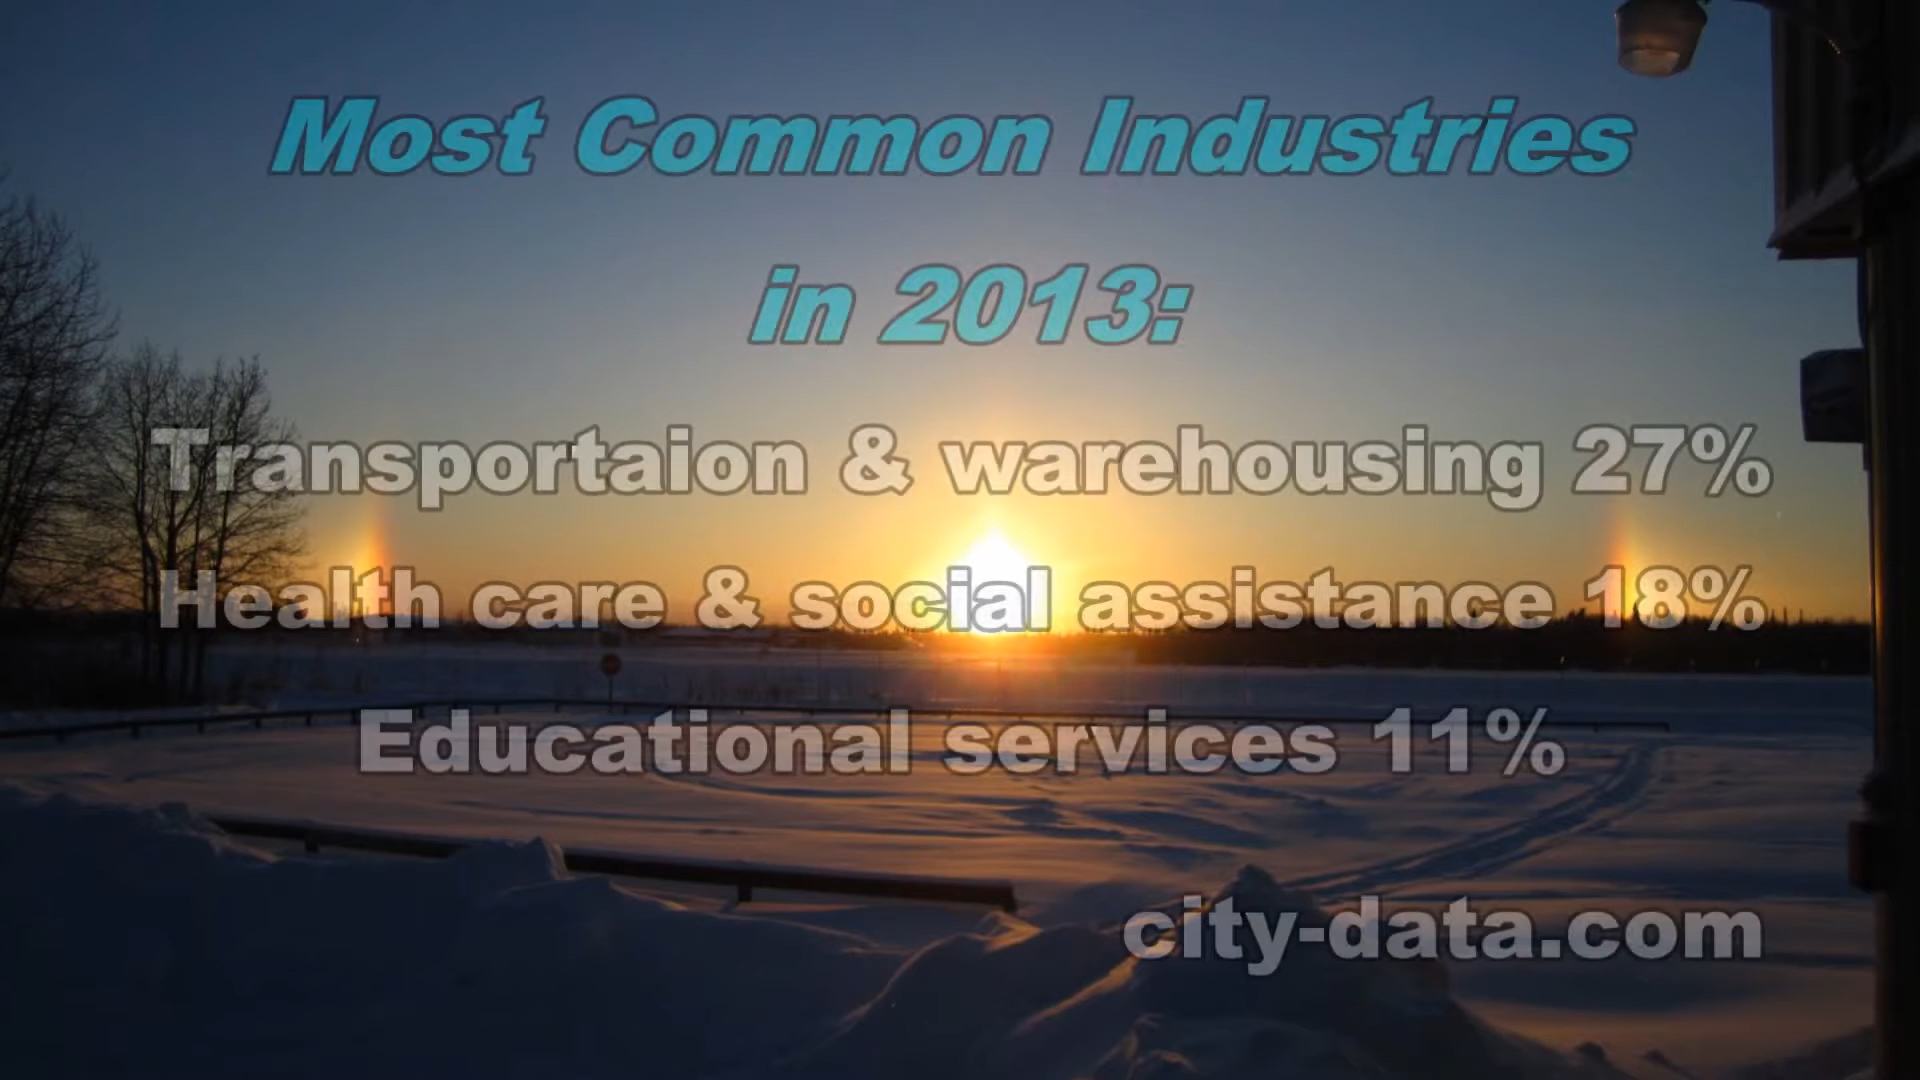 Most Common Industries
in 2013:
Transportaion & warehousing 27%
Health care & social assistance 18%
Educational services 11%
city-data.com